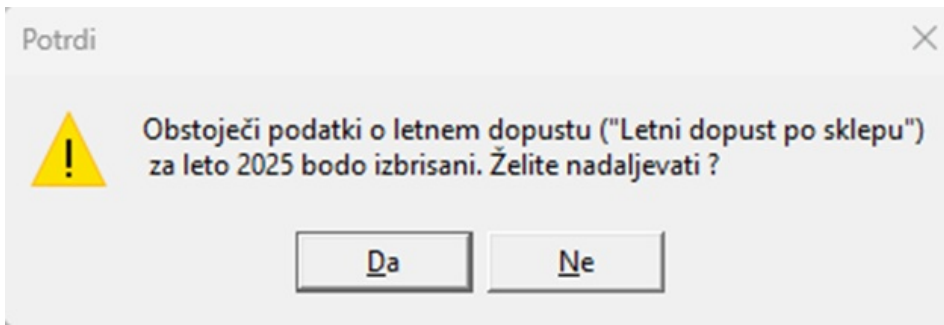 Potrdi
Obstoječi podatki o letnem dopustu ("Letni dopust po sklepu")
za leto 2025 bodo izbrisani. Želite nadaljevati ?
Da
Ne